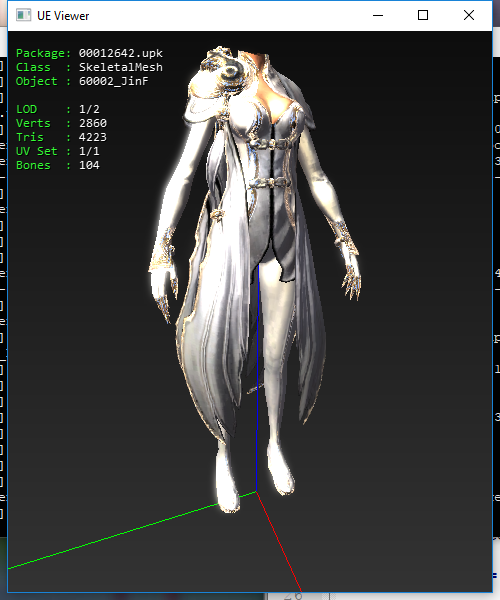 UE Viewer
Package: 00012642.upk
Class : SkeletalMesh
Object : 60002_JinF
LOD : 1/2
Verts : 2860
Tris : 4223
UV Set : 1/1
Bones : 104